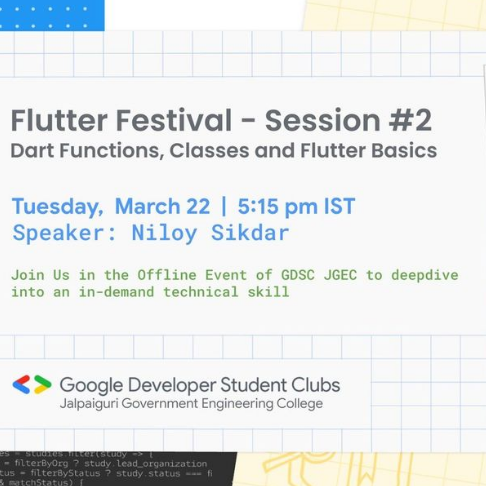 Flutter Festival - Session #2
Dart Functions, Classes and Flutter Basics
Tuesday, March 22 | 5:15 pm IST
Speaker: Niloy Sikdar
Join Us in the Offline Event of GDSC JGEC to deepdive
into an in-demand technical skill
Google Developer Student Clubs
Jalpaiguri Government Engineering College
= studies.filter(study => {
= filterByOrg ? study.lead_organization
tus = filterByStatus ? study.status === fi
& matchStatus) {